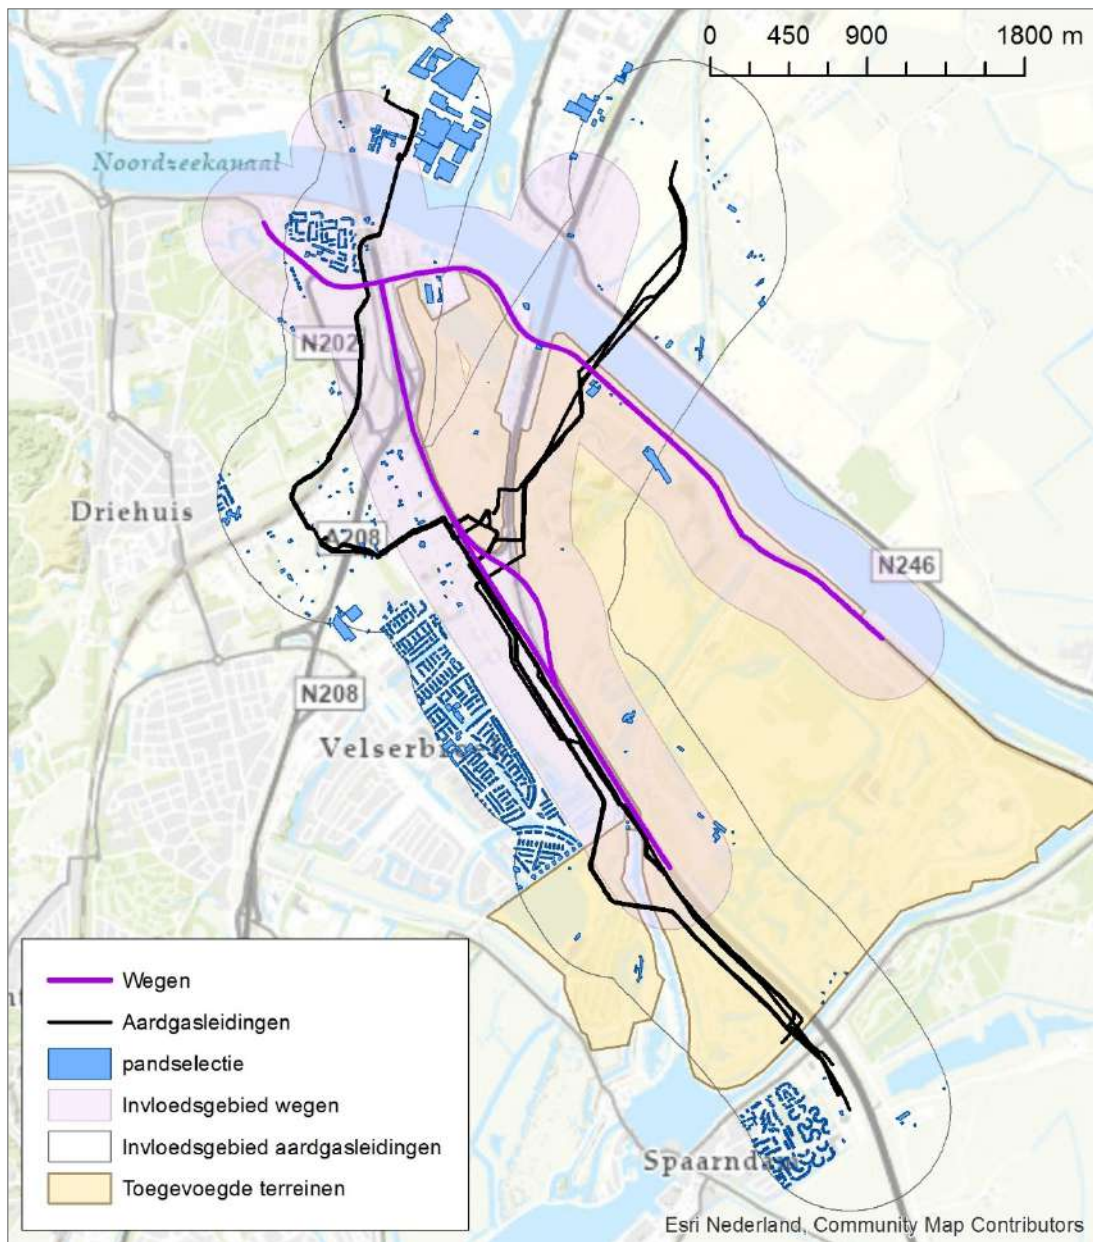 0 450 900 1800 m
Noordzeekanaal
N202
Driehuis
A208
N246
N208
Wegen
Aardgasleidingen
pandselectie
Invloedsgebied wegen
Invloedsgebied aardgasleidingen
Toegevoegde terreinen
Esri Nederland, Community Map Contributors